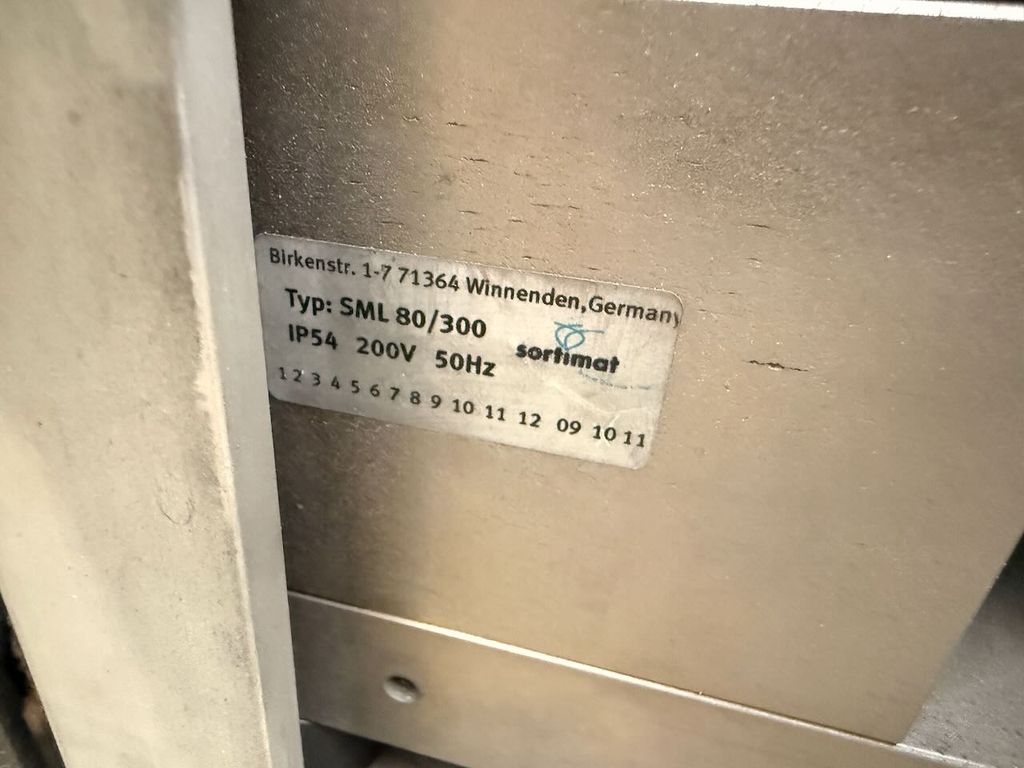 Birkenstr. 1-7 71364 Winnenden,Germany
Typ: SML 80/300
IP54 200V 50Hz
sortimat
1 2 3 4 5 6 7 8 9 10 11 12 09 10 11